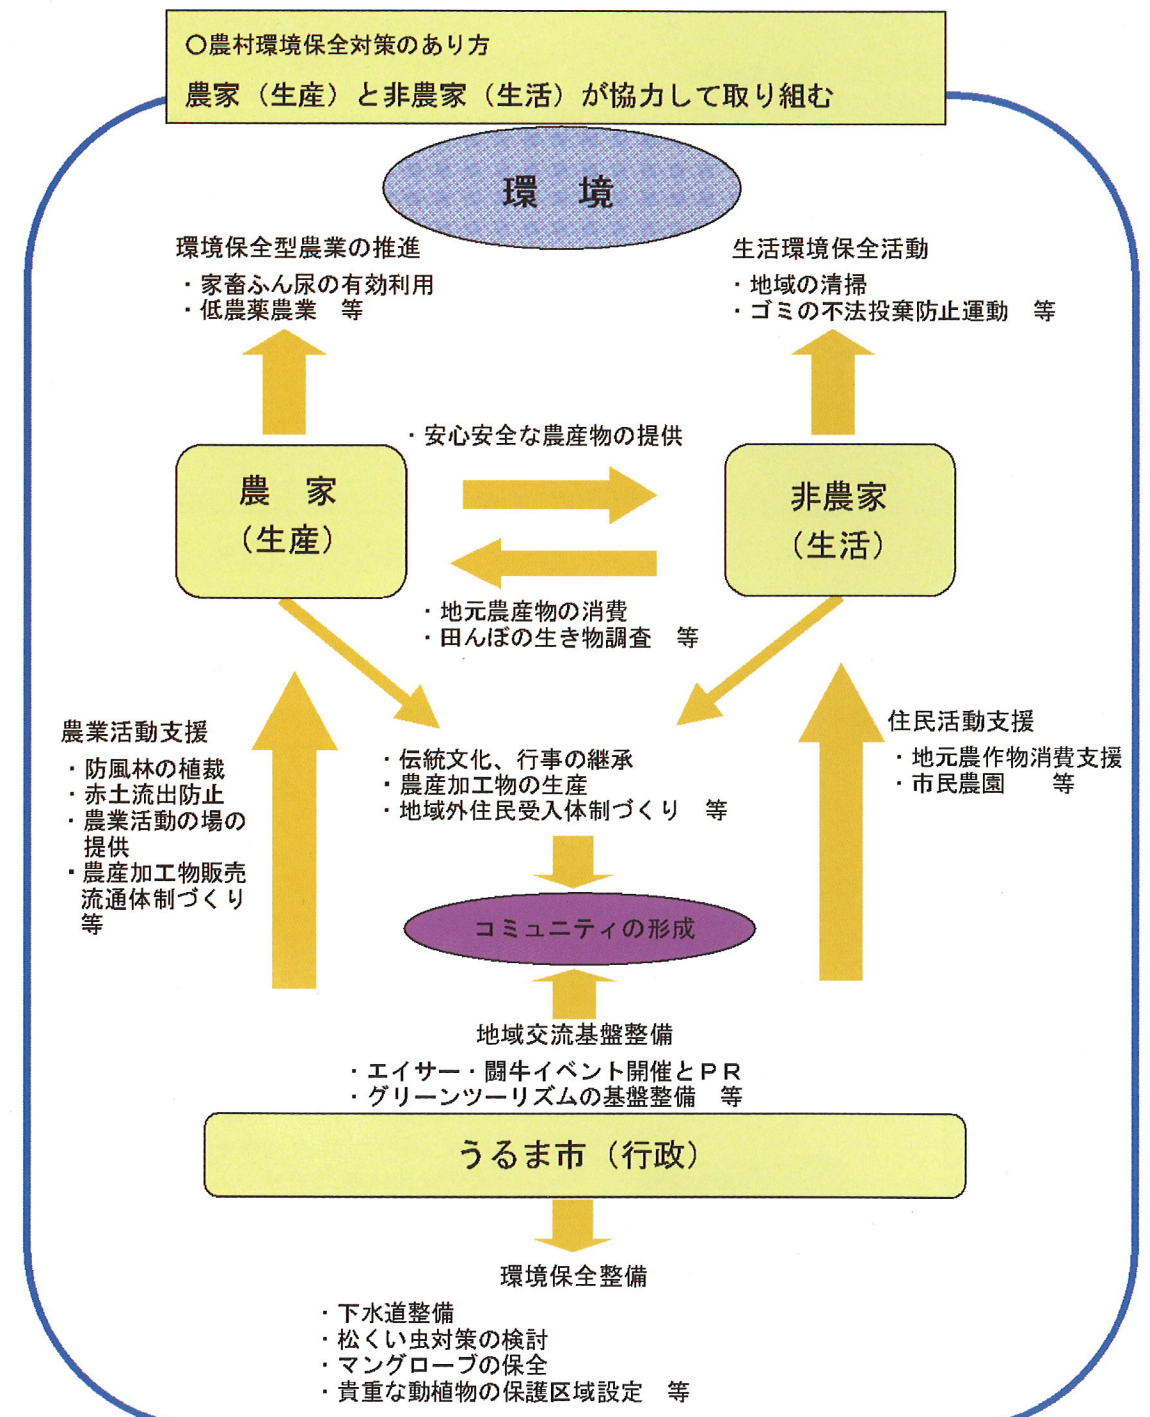 〇農村環境保全対策のあり方
農家（生産）と非農家（生活）が協力して取り組む
環　境
環境保全型農業の推進
・家畜ふん尿の有効利用
・低農薬農業　等
生活環境保全活動
・地域の清掃
・ゴミの不法投棄防止運動　等
・安心安全な農産物の提供
農　家
（生産）
非農家
（生活）
・地元農産物の消費
・田んぼの生き物調査　等
農業活動支援
・防風林の植栽
・赤土流出防止
・農業活動の場の
提供
・農産加工物販売
流通体制づくり
等
・伝統文化、行事の継承
・農産加工物の生産
・地域外住民受入体制づくり　等
住民活動支援
・地元農作物消費支援
・市民農園　　等
コミュニティの形成
地域交流基盤整備
・エイサー・闘牛イベント開催とＰＲ
・グリーンツーリズムの基盤整備　等
うるま市（行政）
環境保全整備
・下水道整備
・松くい虫対策の検討
・マングローブの保全
・貴重な動植物の保護区域設定　等